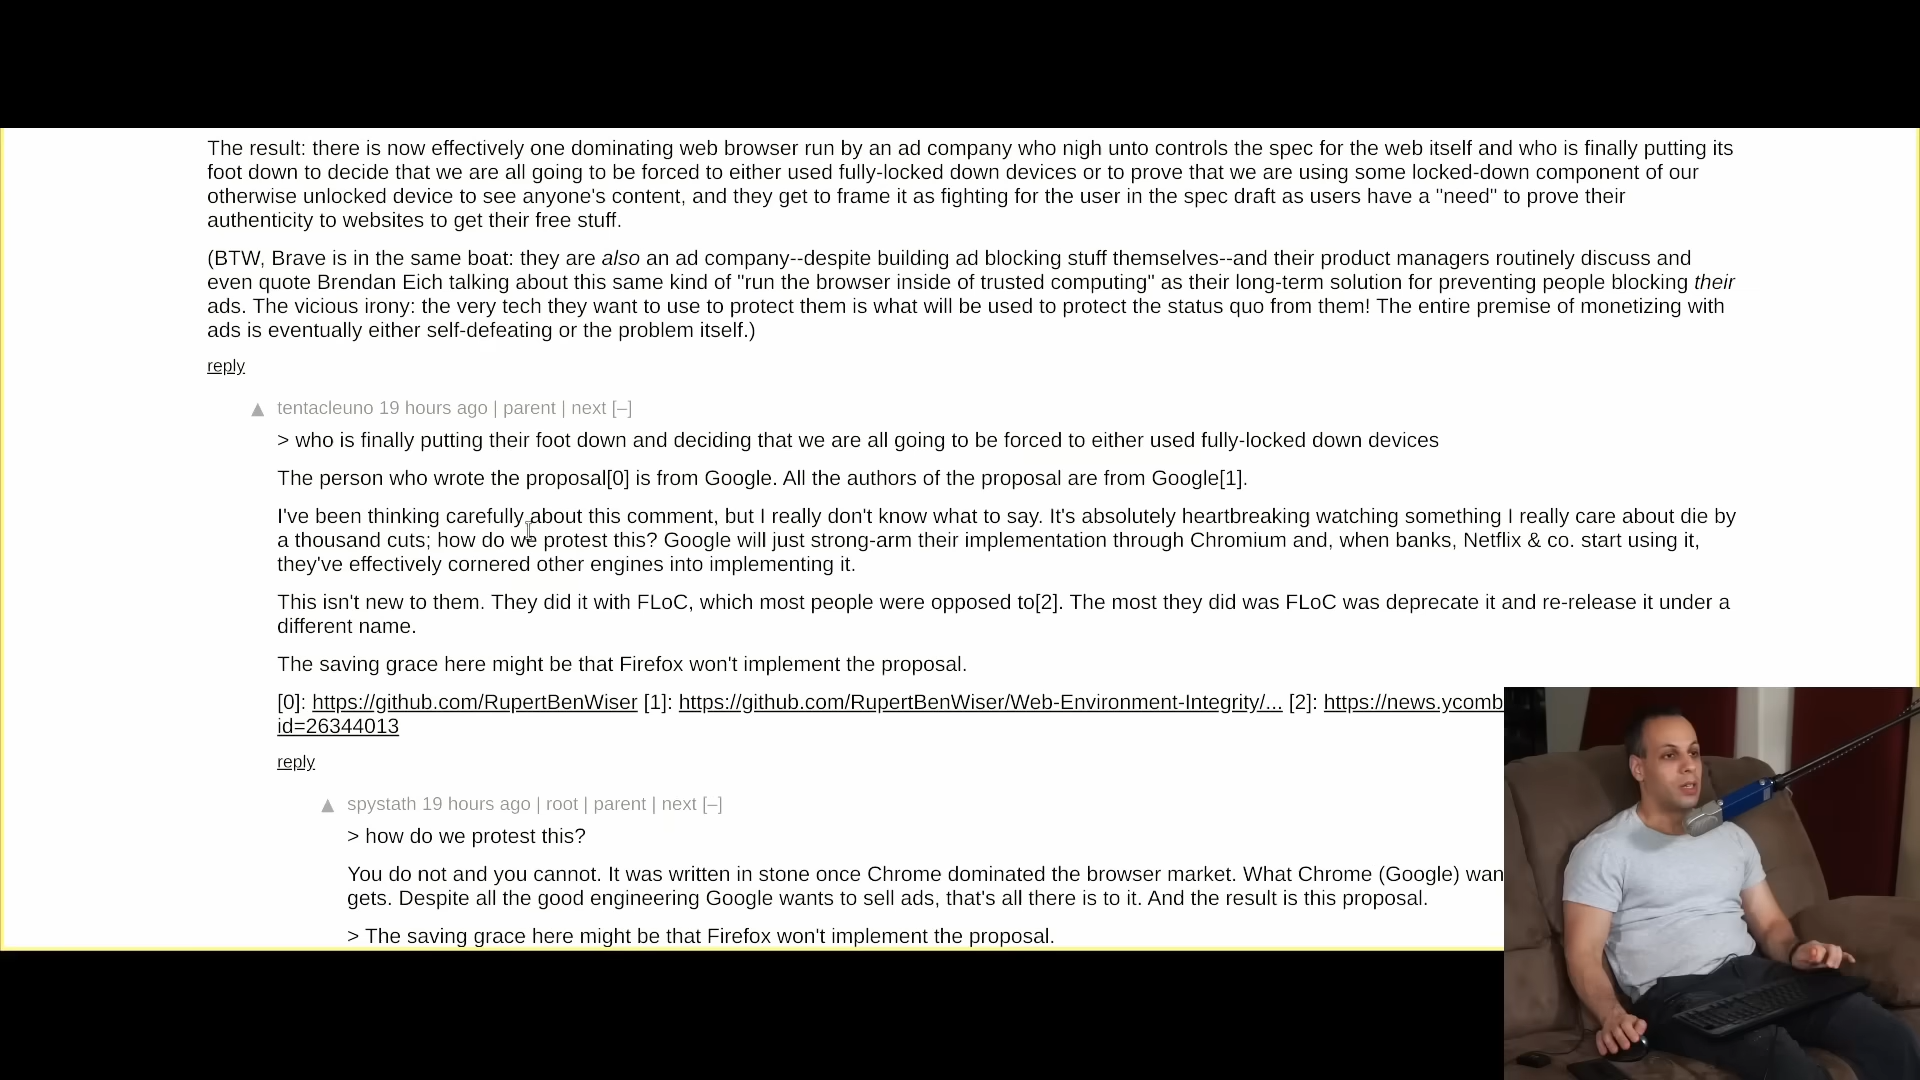 The result: there is now effectively one dominating web browser run by an ad company who nigh unto controls the spec for the web itself and who is finally putting its
foot down to decide that we are all going to be forced to either used fully-locked down devices or to prove that we are using some locked-down component of our
otherwise unlocked device to see anyone's content, and they get to frame it as fighting for the user in the spec draft as users have a "need" to prove their
authenticity to websites to get their free stuff.
(BTW, Brave is in the same boat: they are also an ad company--despite building ad blocking stuff themselves--and their product managers routinely discuss and
even quote Brendan Eich talking about this same kind of "run the browser inside of trusted computing" as their long-term solution for preventing people blocking their
ads. The vicious irony: the very tech they want to use to protect them is what will be used to protect the status quo from them! The entire premise of monetizing with
ads is eventually either self-defeating or the problem itself.)
reply
▲ tentacleuno 19 hours ago | parent | next [–]
> who is finally putting their foot down and deciding that we are all going to be forced to either used fully-locked down devices
The person who wrote the proposal[0] is from Google. All the authors of the proposal are from Google[1].
I've been thinking carefully about this comment, but I really don't know what to say. It's absolutely heartbreaking watching something I really care about die by
a thousand cuts; how do we protest this? Google will just strong-arm their implementation through Chromium and, when banks, Netflix & co. start using it,
they've effectively cornered other engines into implementing it.
This isn't new to them. They did it with FLoC, which most people were opposed to[2]. The most they did was FLoC was deprecate it and re-release it under a
different name.
The saving grace here might be that Firefox won't implement the proposal.
[0]: https://github.com/RupertBenWiser [1]: https://github.com/RupertBenWiser/Web-Environment-Integrity/... [2]: https://news.ycomb
id=26344013
reply
▲ spystath 19 hours ago | root | parent | next [–]
> how do we protest this?
You do not and you cannot. It was written in stone once Chrome dominated the browser market. What Chrome (Google) wan
gets. Despite all the good engineering Google wants to sell ads, that's all there is to it. And the result is this proposal.
> The saving grace here might be that Firefox won't implement the proposal.